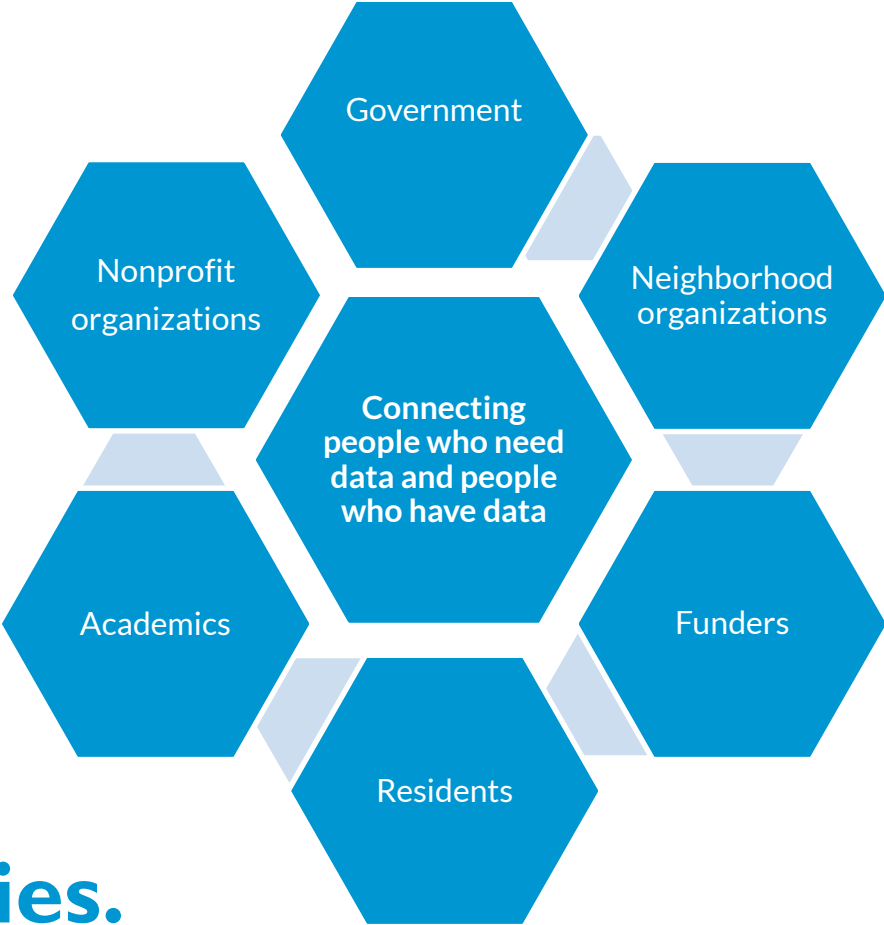 Government
Nonprofit
organizations
Neighborhood
organizations
Connecting
people who need
data and people
who have data
Academics
Funders
Residents
ies.